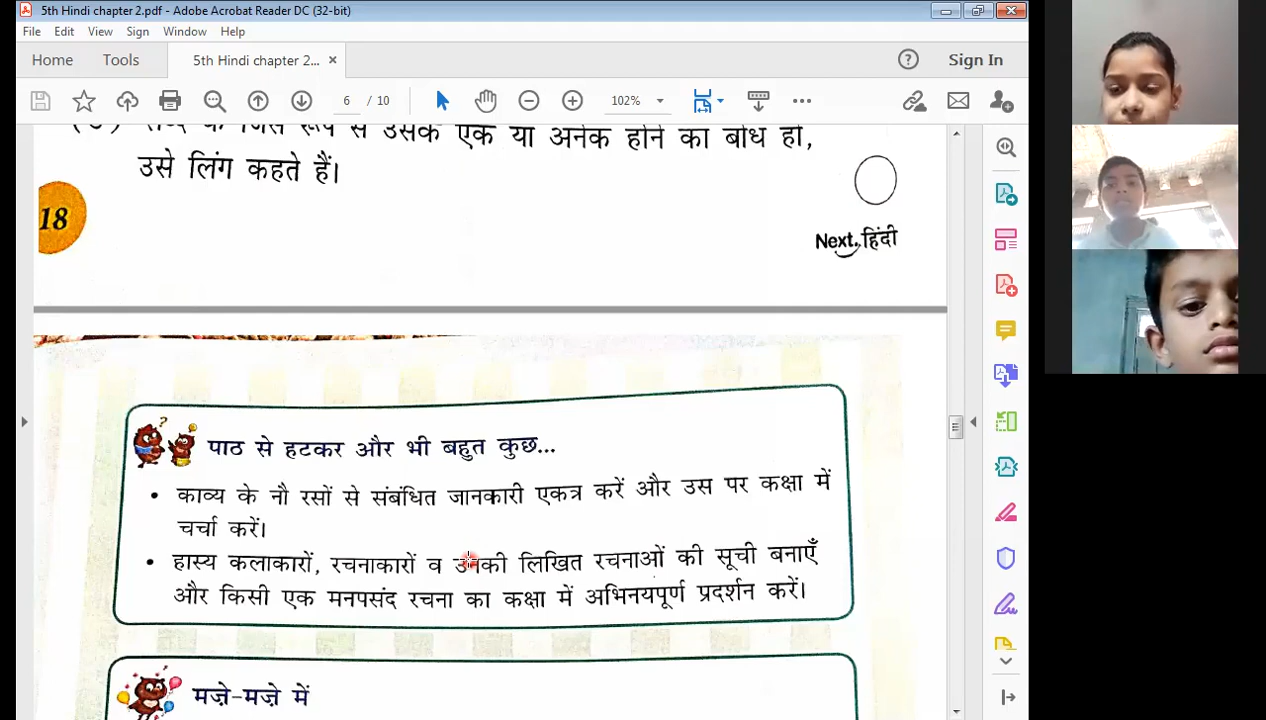 5th Hindi chapter 2.pdf - Adobe Acrobat Reader DC (32-bit)
File Edit View Sign Window Help
Home Tools 5th Hindi chapter 2... × Sign In
6 / 10 102%
शब्द के जिस रूप से उसके एक या अनेक होने का बोध हो,
उसे लिंग कहते हैं।
18
Next हिंदी
पाठ से हटकर और भी बहुत कुछ...
• काव्य के नौ रसों से संबंधित जानकारी एकत्र करें और उस पर कक्षा में
चर्चा करें।
• हास्य कलाकारों, रचनाकारों व उनकी लिखित रचनाओं की सूची बनाएँ
और किसी एक मनपसंद रचना का कक्षा में अभिनयपूर्ण प्रदर्शन करें।
मज़े-मज़े में